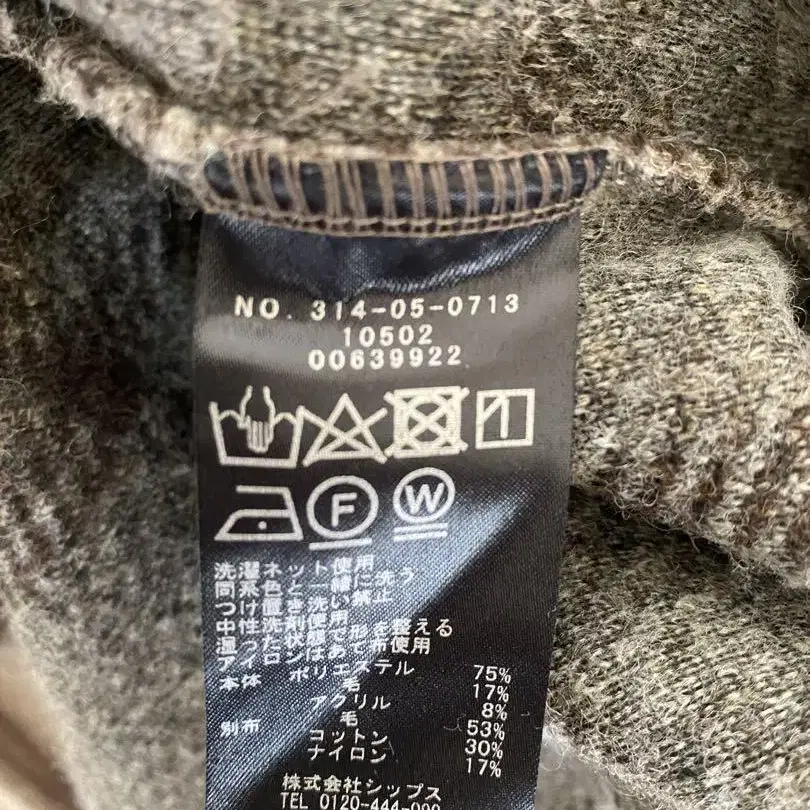 NO. 314-05-0713
10502
00639922
F W
洗濯ネット使用
同系色と一緒に洗う
つけ置き洗い禁止
中性洗剤使用
湿った状態で形を整える
アイロンはあて布使用
本体 ポリエステル 75%
毛 17%
アクリル 8%
別布 毛 53%
コットン 30%
ナイロン 17%
株式会社シップス
TEL